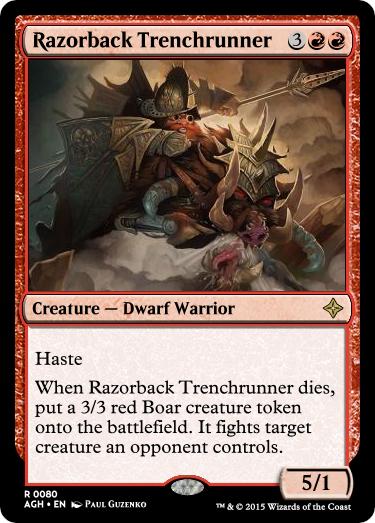 Razorback Trenchrunner 3
Creature — Dwarf Warrior
Haste
When Razorback Trenchrunner dies,
put a 3/3 red Boar creature token
onto the battlefield. It fights target
creature an opponent controls.
5/1
R 0080
AGH • EN Paul Guzenko
™ & © 2015 Wizards of the Coast